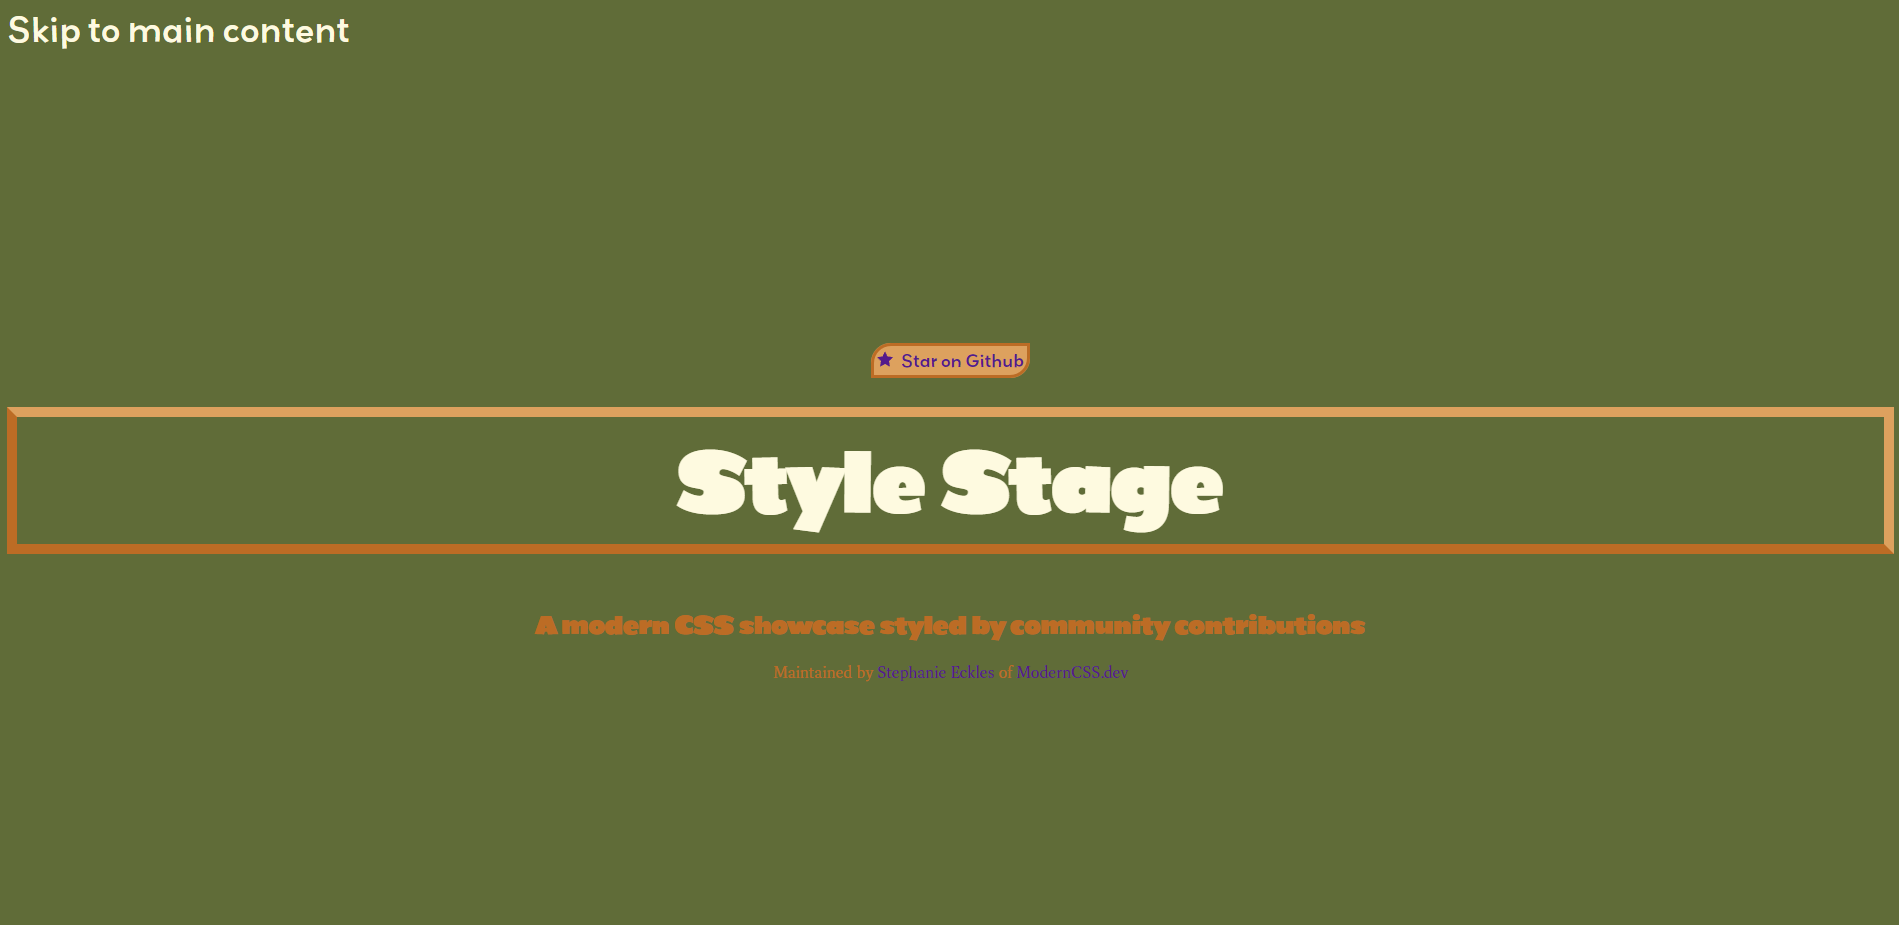 Skip to main content
Star on Github
Style Stage
A modern CSS showcase styled by community contributions
Maintained by Stephanie Eckles of ModernCSS.dev